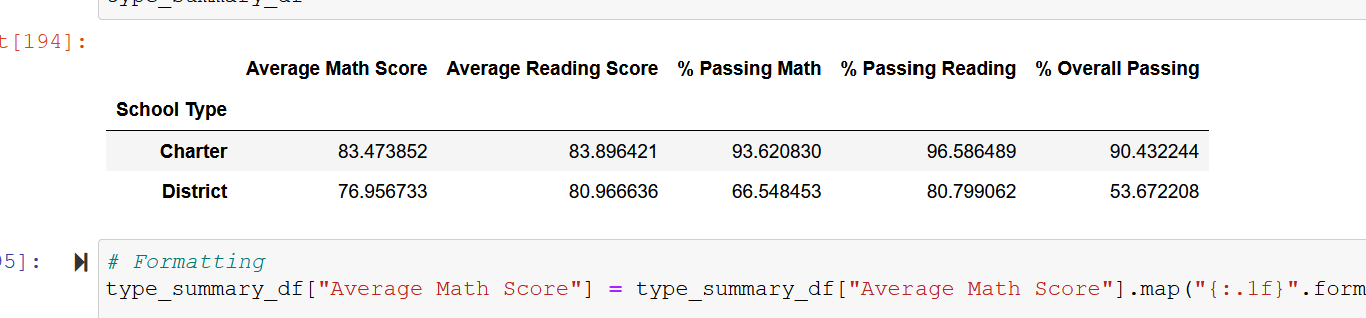 type_summary_df
t[194]:
Average Math Score Average Reading Score % Passing Math % Passing Reading % Overall Passing
School Type
Charter 83.473852 83.896421 93.620830 96.586489 90.432244
District 76.956733 80.966636 66.548453 80.799062 53.672208
95]: # Formatting
type_summary_df["Average Math Score"] = type_summary_df["Average Math Score"].map("{:.1f}".form